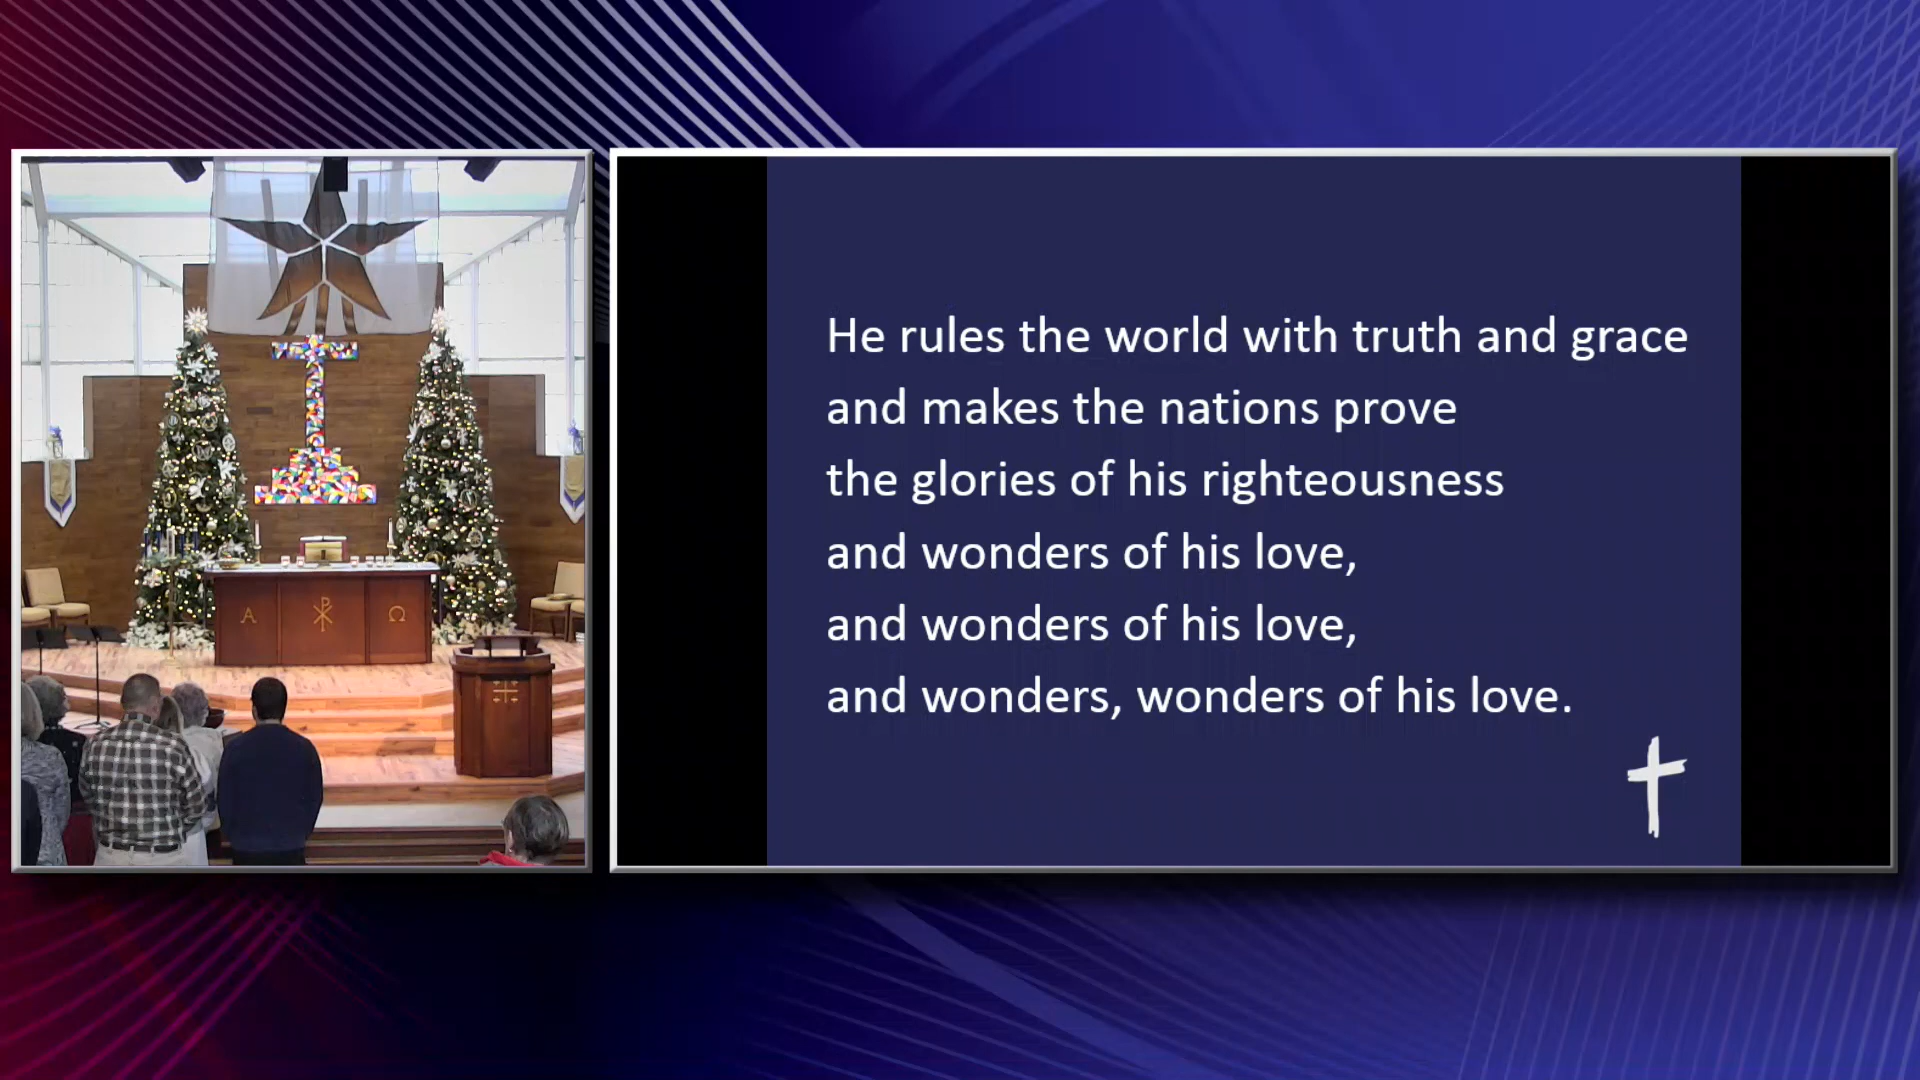 Α ☧ Ω
He rules the world with truth and grace
and makes the nations prove
the glories of his righteousness
and wonders of his love,
and wonders of his love,
and wonders, wonders of his love.